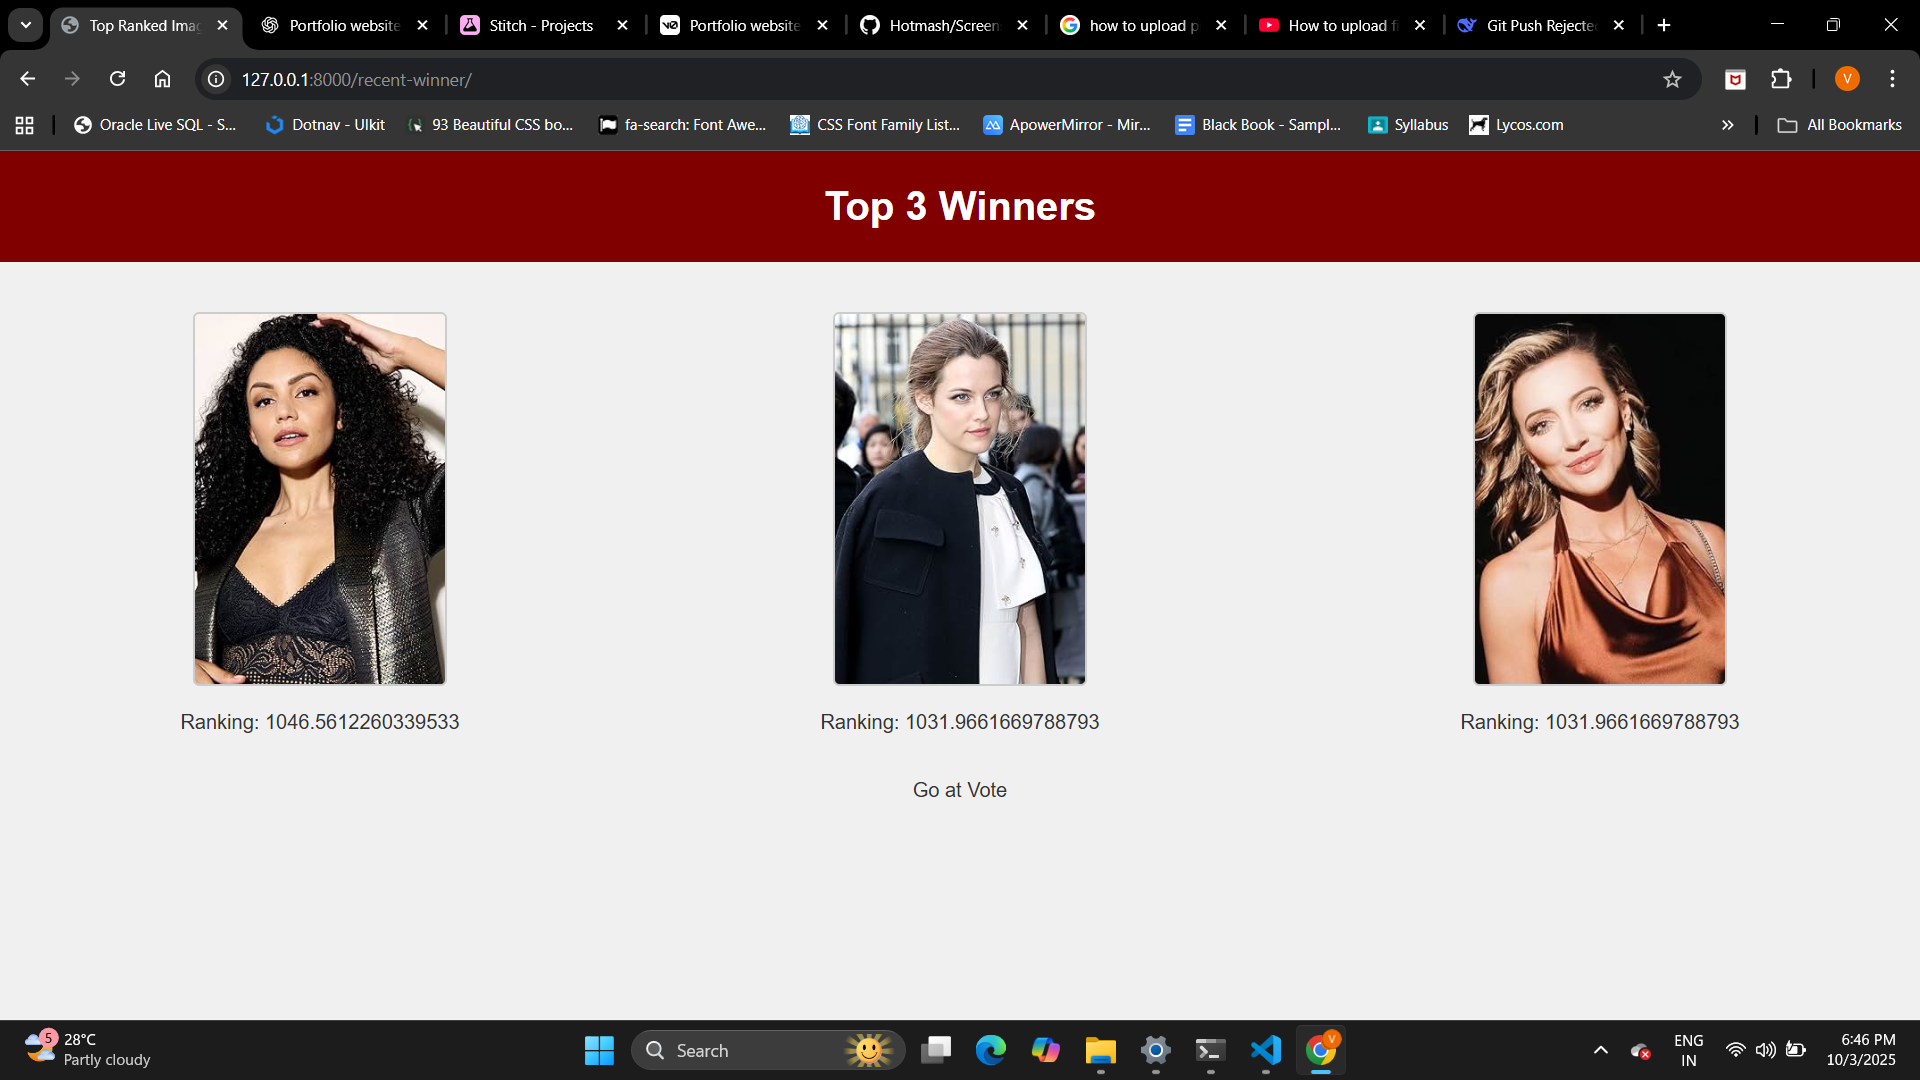 Top Ranked Imag
Portfolio website
Stitch - Projects
Portfolio website
Hotmash/Screen
how to upload p
How to upload fi
Git Push Rejecte
127.0.0.1:8000/recent-winner/
V
Oracle Live SQL - S...
Dotnav - UIkit
93 Beautiful CSS bo...
fa-search: Font Awe...
CSS Font Family List...
ApowerMirror - Mir...
Black Book - Sampl...
Syllabus
Lycos.com
All Bookmarks
Top 3 Winners
Ranking: 1046.5612260339533
Ranking: 1031.9661669788793
Ranking: 1031.9661669788793
Go at Vote
5
28°C
Partly cloudy
Search
V
ENG
IN
6:46 PM
10/3/2025